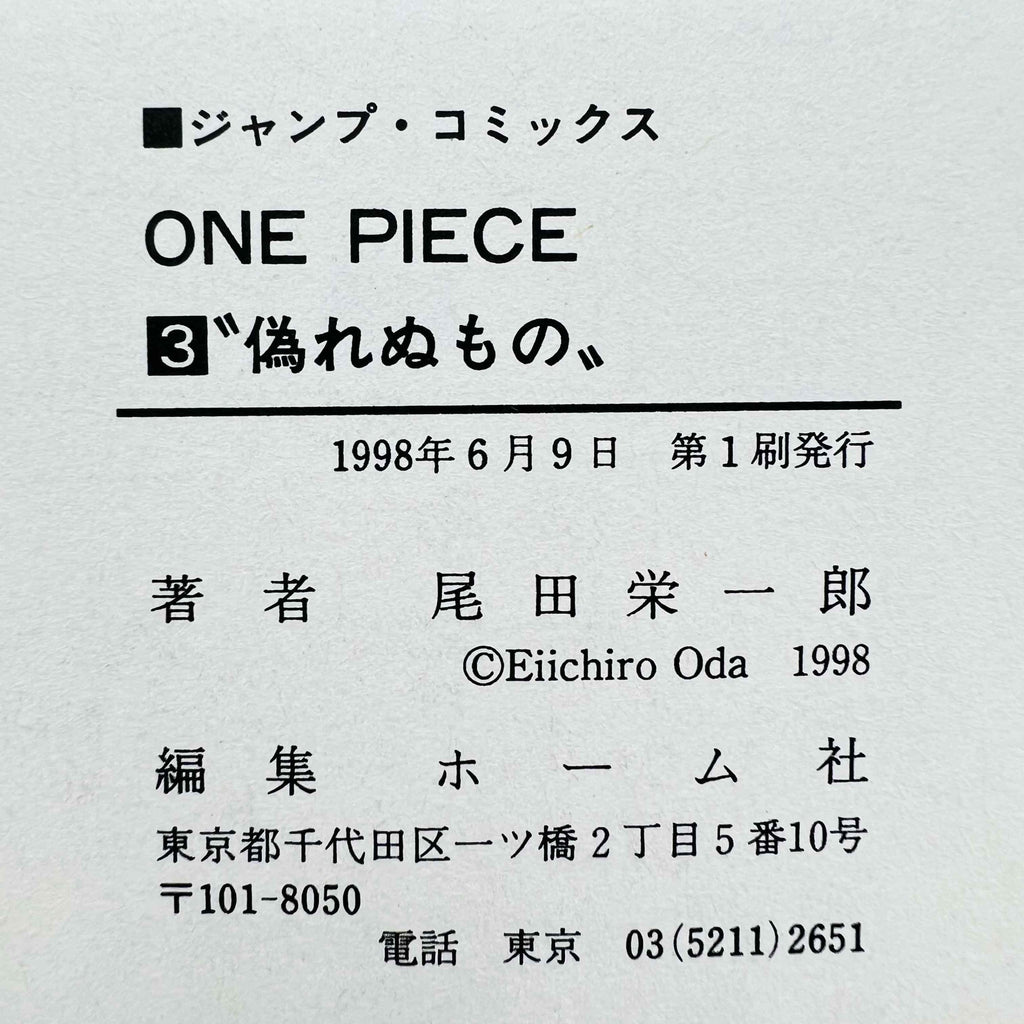 ■ジャンプ・コミックス
ONE PIECE
3〝偽れぬもの〟
1998年6月9日　第1刷発行
著者　尾田栄一郎
©Eiichiro Oda　1998
編集　ホーム社
東京都千代田区一ツ橋2丁目5番10号
〒101-8050
電話　東京　03(5211)2651